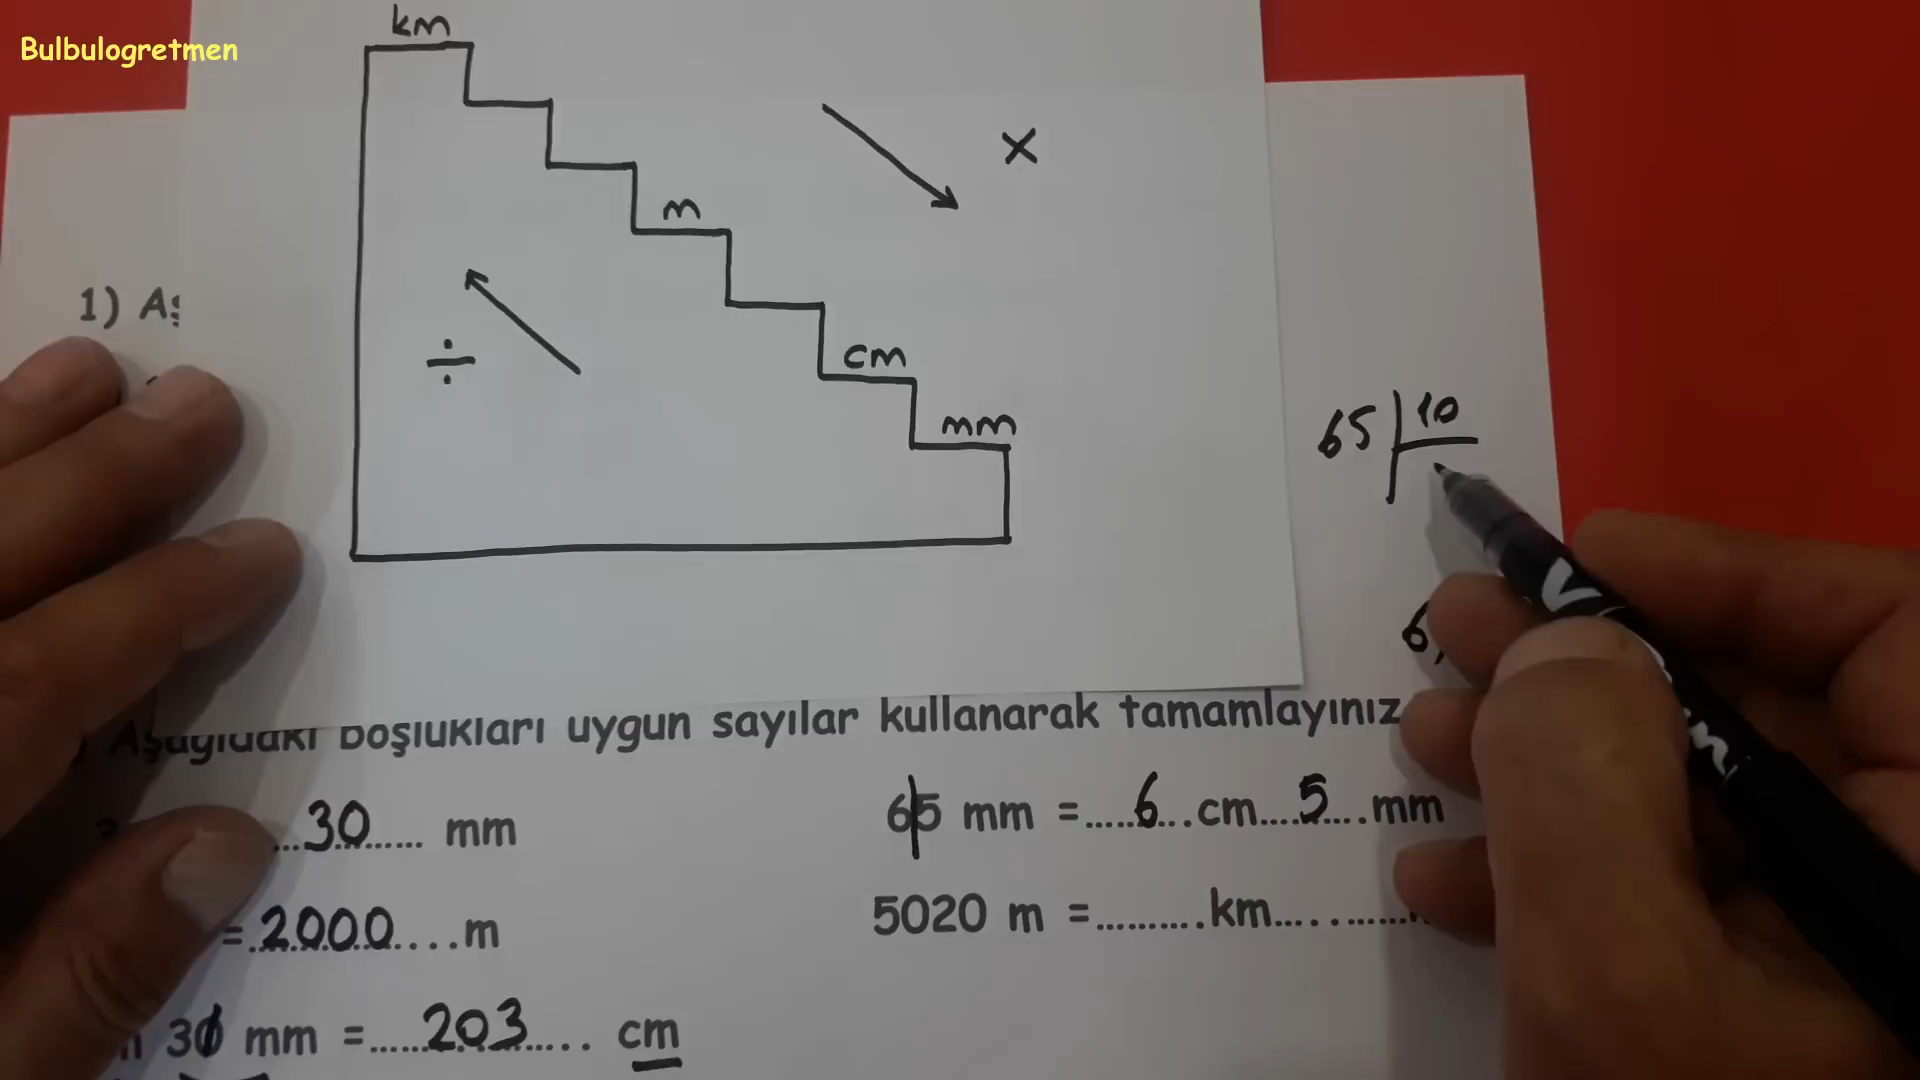 Bulbulogretmen
km
×
m
1) Aş
÷
cm
mm
65 10
6,
Aşağıdaki boşlukları uygun sayılar kullanarak tamamlayınız
...30...... mm
65 mm =......6..cm....5....mm
=.2000.....m
5020 m =.........km.........
30 mm =......203...... cm